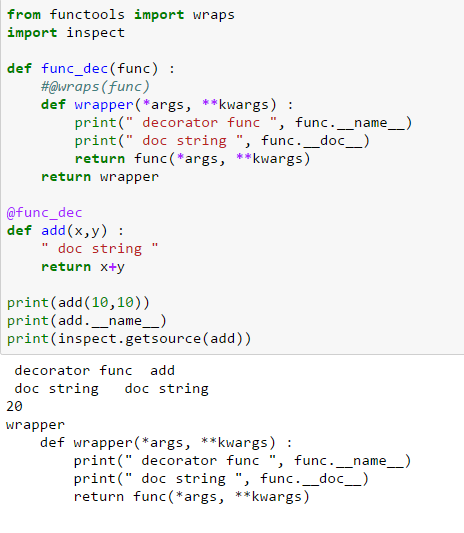 from functools import wraps
import inspect

def func_dec(func) :
    #@wraps(func)
    def wrapper(*args, **kwargs) :
        print(" decorator func ", func.__name__)
        print(" doc string ", func.__doc__)
        return func(*args, **kwargs)
    return wrapper

@func_dec
def add(x,y) :
    " doc string "
    return x+y

print(add(10,10))
print(add.__name__)
print(inspect.getsource(add))

 decorator func  add
 doc string   doc string
20
wrapper
    def wrapper(*args, **kwargs) :
        print(" decorator func ", func.__name__)
        print(" doc string ", func.__doc__)
        return func(*args, **kwargs)